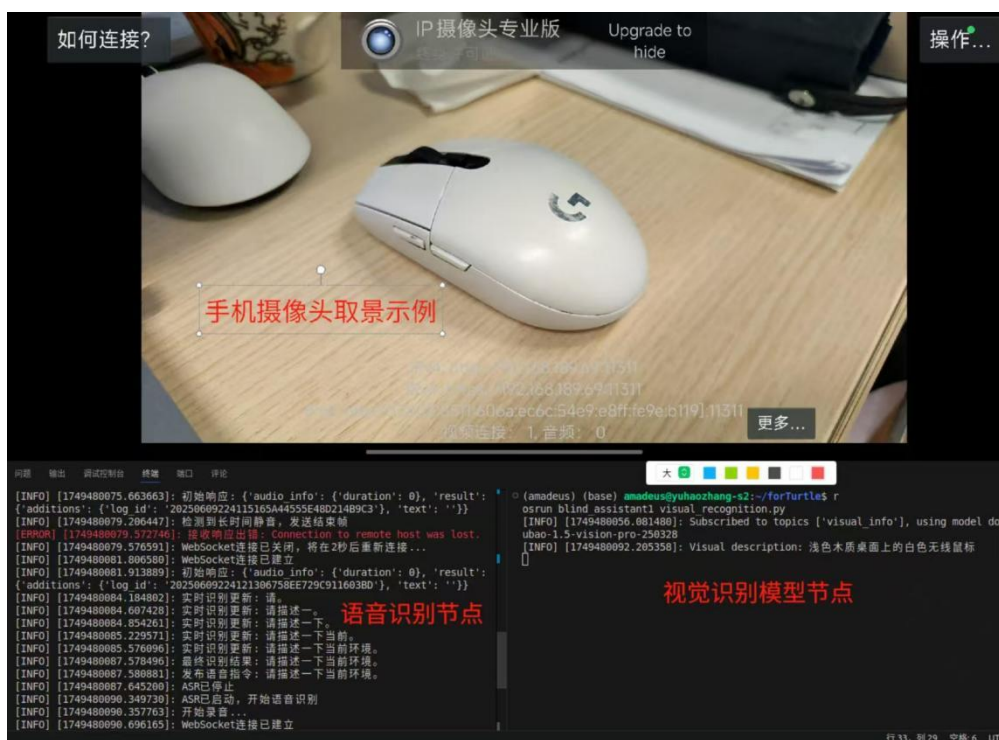 如何连接?
IP摄像头专业版
Upgrade to
hide
操作...
手机摄像头取景示例
更多...
问题 输出 调试控制台 终端 端口 评论
[INFO] [1749480075.663663]: 初始响应: {'audio_info': {'duration': 0}, 'result':
{'additions': {'log_id': '20250609224115165A44555E48D214B9C3'}, 'text': ''}}
[INFO] [1749480079.206447]: 检测到长时间静音，发送结束帧
[ERROR] [1749480079.572746]: 接收响应出错: Connection to remote host was lost.
[INFO] [1749480079.576591]: WebSocket连接已关闭，将在2秒后重新连接...
[INFO] [1749480081.806580]: WebSocket连接已建立
[INFO] [1749480081.913889]: 初始响应: {'audio_info': {'duration': 0}, 'result':
{'additions': {'log_id': '20250609224121306758EE729C911603BD'}, 'text': ''}}
[INFO] [1749480084.184802]: 实时识别更新: 请。
[INFO] [1749480084.607428]: 实时识别更新: 请描述一。
[INFO] [1749480084.854261]: 实时识别更新: 请描述一下。
[INFO] [1749480085.229571]: 实时识别更新: 请描述一下当前。
[INFO] [1749480085.576096]: 实时识别更新: 请描述一下当前环境。
[INFO] [1749480087.578496]: 最终识别结果: 请描述一下当前环境。
[INFO] [1749480087.580881]: 发布语音指令: 请描述一下当前环境。
[INFO] [1749480087.645200]: ASR已停止
[INFO] [1749480090.349730]: ASR已启动，开始语音识别
[INFO] [1749480090.357763]: 开始录音...
[INFO] [1749480090.696165]: WebSocket连接已建立
语音识别节点
大
(amadeus) (base) amadeus@yuhaozhang-s2:~/forTurtle$ r
osrun blind_assistant1 visual_recognition.py
[INFO] [1749480056.081480]: Subscribed to topics ['visual_info'], using model do
ubao-1.5-vision-pro-250328
[INFO] [1749480092.205358]: Visual description: 浅色木质桌面上的白色无线鼠标
视觉识别模型节点
行 33，列 29 空格: 6